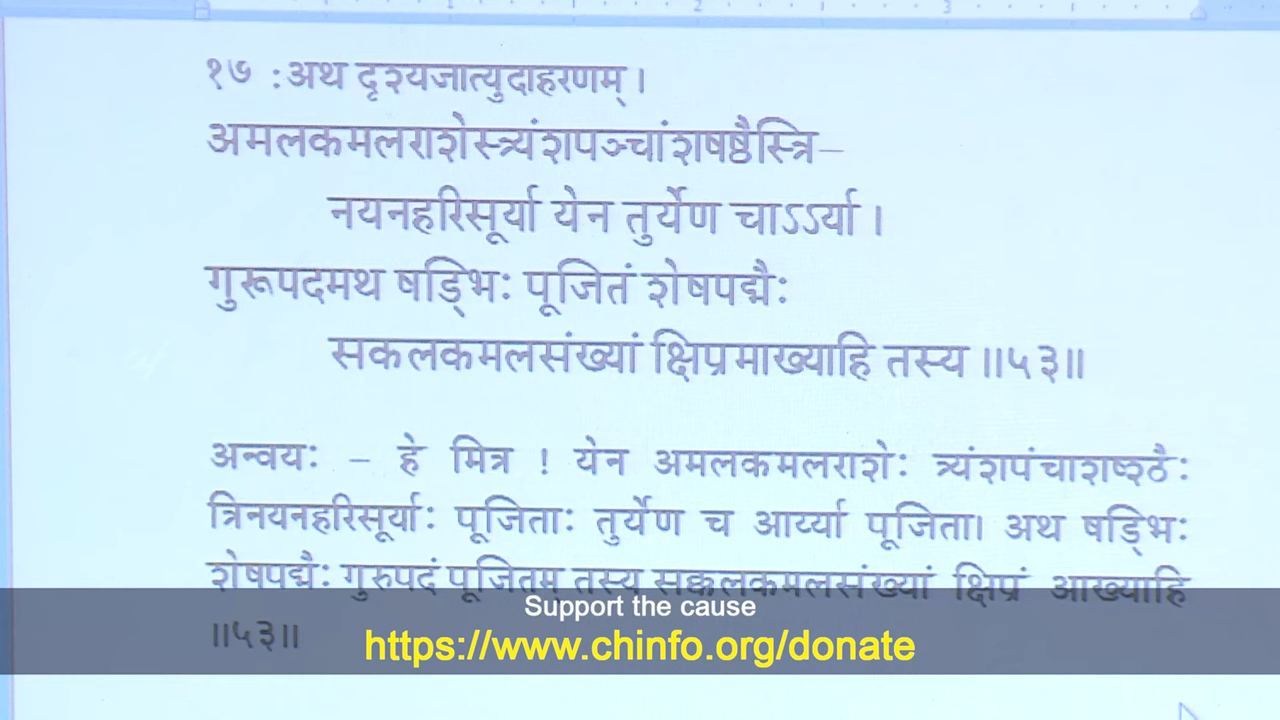 १७ :अथ दृश्यजात्युदाहरणम् ।
अमलकमलराशेस्त्र्यंशपञ्चांशषष्ठैस्त्रि–
नयनहरिसूर्या येन तुर्येण चाऽऽर्या ।
गुरूपदमथ षड्भिः पूजितं शेषपद्मैः
सकलकमलसंख्यां क्षिप्रमाख्याहि तस्य ॥५३॥
अन्वयः – हे मित्र ! येन अमलकमलराशेः त्र्यंशपंचाशष्श्ठैः
त्रिनयनहरिसूर्याः पूजिताः तुर्येण च आर्य्या पूजिता। अथ षड्भिः
शेषपद्मैः गुरुपदं पूजितम तस्य सक्कलकमलसंख्यां क्षिप्रं आख्याहि
॥५३॥
Support the cause
https://www.chinfo.org/donate